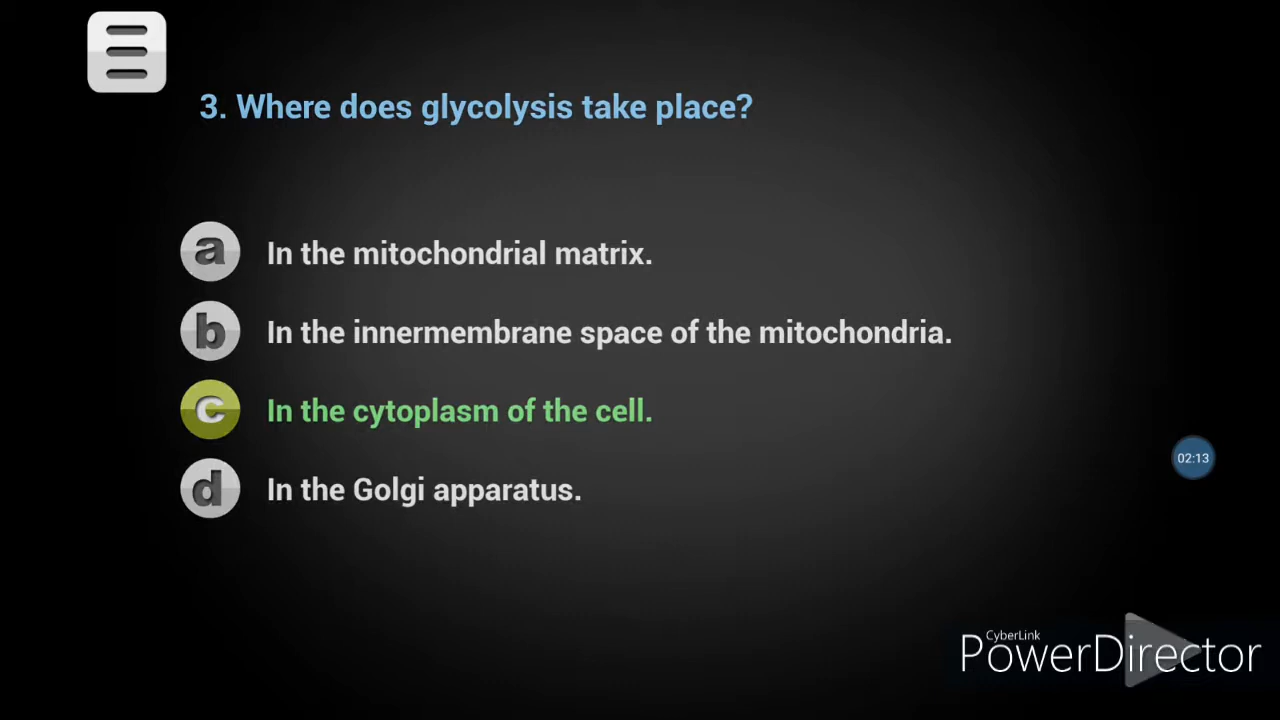 3. Where does glycolysis take place?
a In the mitochondrial matrix.
b In the innermembrane space of the mitochondria.
c In the cytoplasm of the cell.
02:13
d In the Golgi apparatus.
CyberLink
PowerDirector